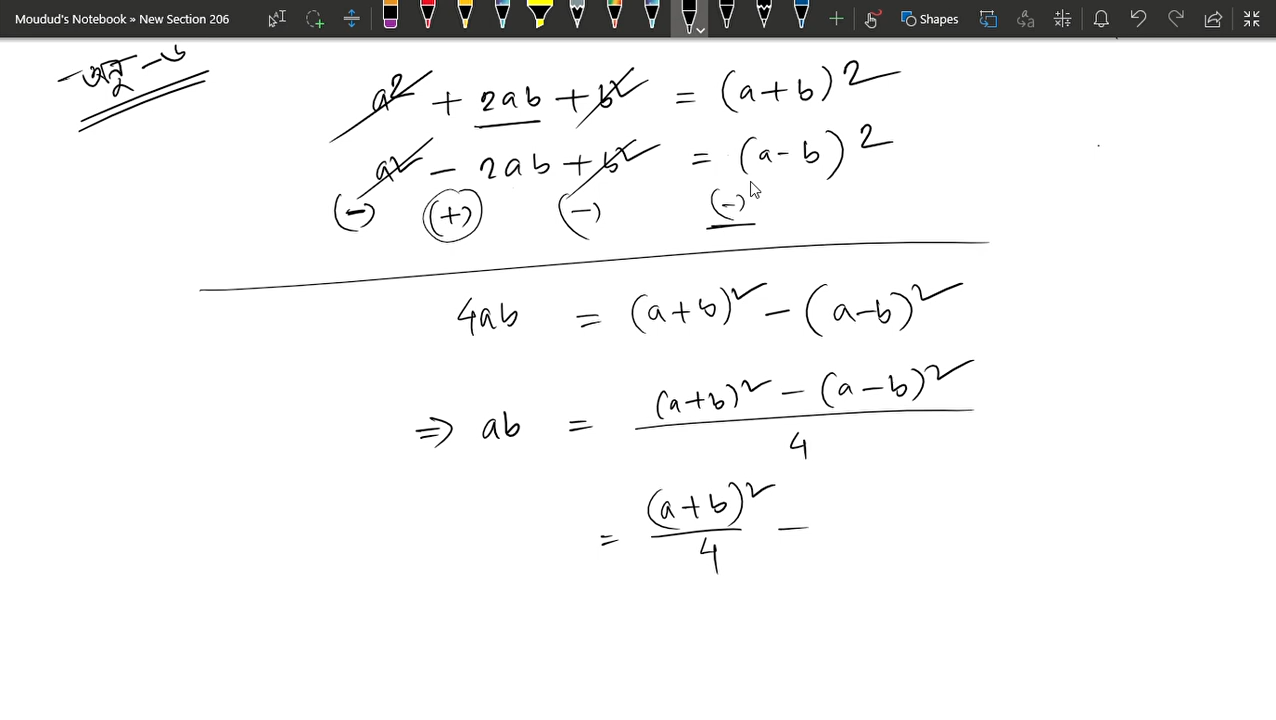 Moudud's Notebook » New Section 206
Shapes
অনু-৬
a² + 2ab + b² = (a+b)²
a² - 2ab + b² = (a-b)²
(-) (+) (-) (-)
4ab = (a+b)² - (a-b)²
⇒ ab = ((a+b)² - (a-b)²)/4
= (a+b)²/4 -